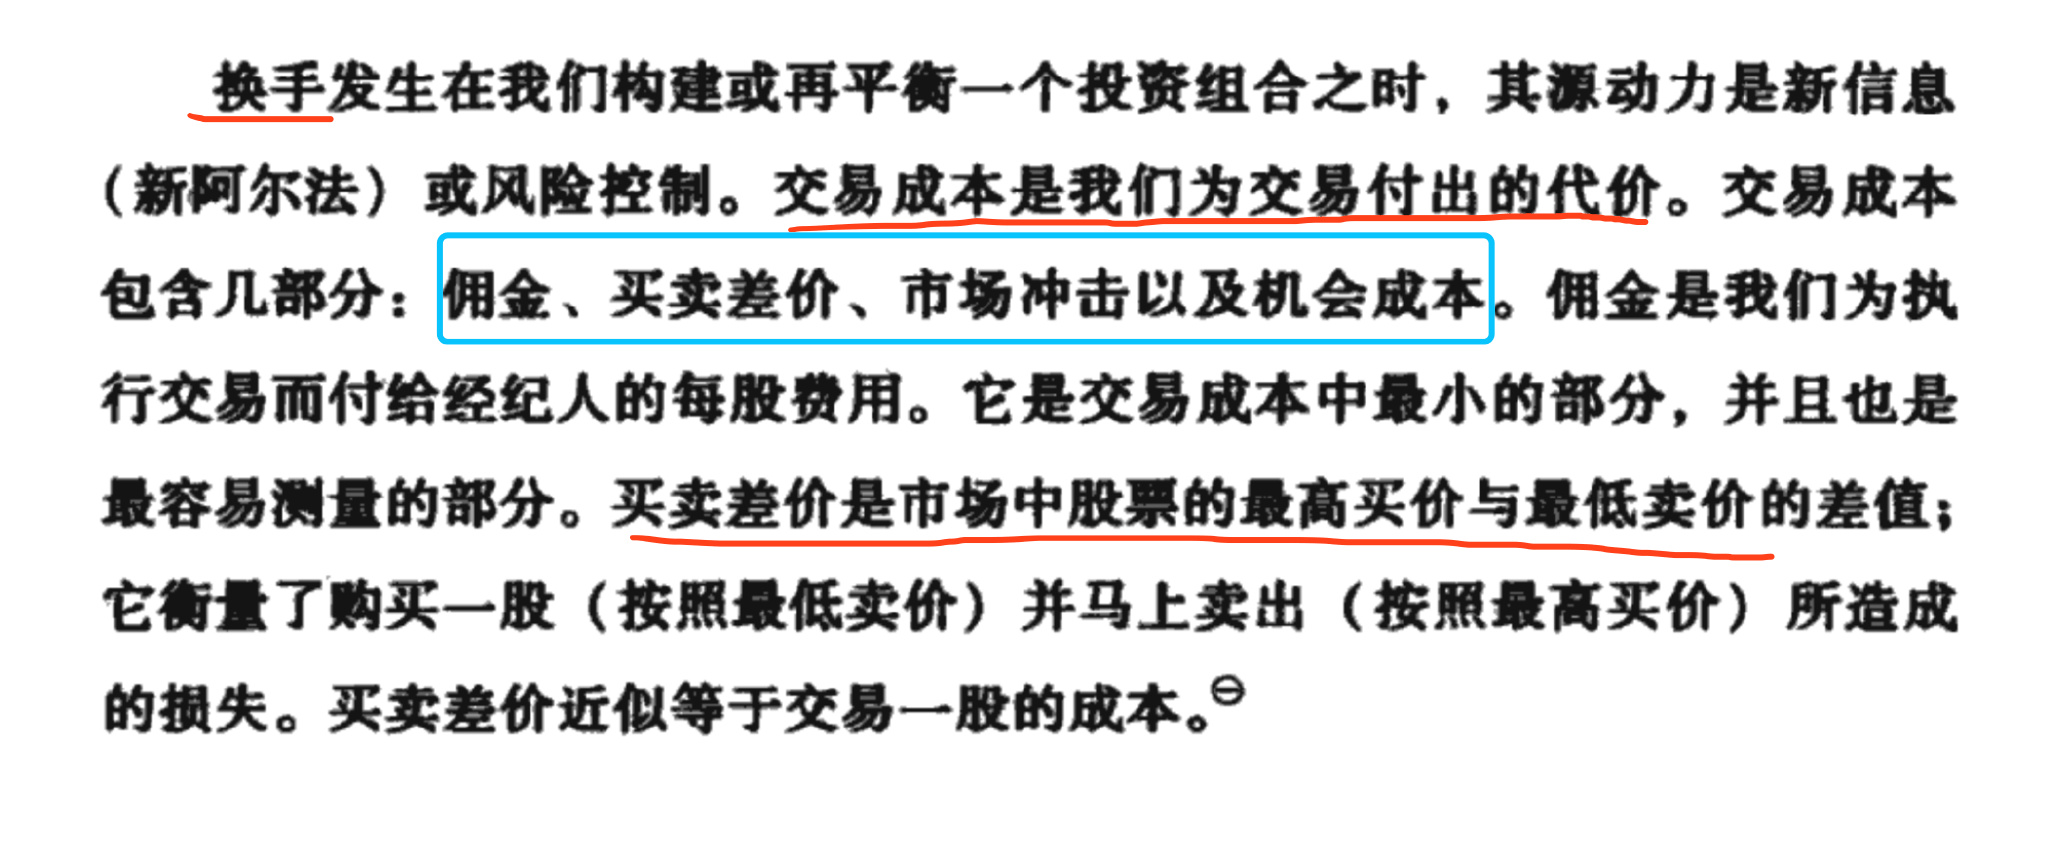 换手发生在我们构建或再平衡一个投资组合之时，其源动力是新信息
（新阿尔法）或风险控制。交易成本是我们为交易付出的代价。交易成本
包含几部分：佣金、买卖差价、市场冲击以及机会成本。佣金是我们为执
行交易而付给经纪人的每股费用。它是交易成本中最小的部分，并且也是
最容易测量的部分。买卖差价是市场中股票的最高买价与最低卖价的差值；
它衡量了购买一股（按照最低卖价）并马上卖出（按照最高买价）所造成
的损失。买卖差价近似等于交易一股的成本。㊀